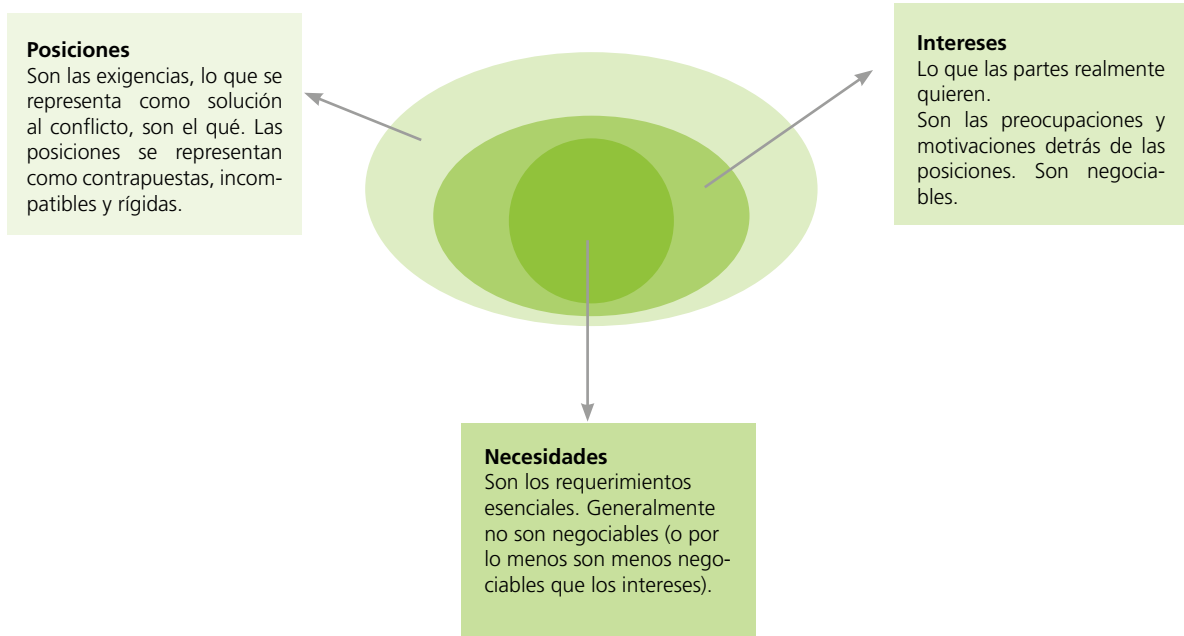 Posiciones
Son las exigencias, lo que se
representa como solución
al conflicto, son el qué. Las
posiciones se representan
como contrapuestas, incom-
patibles y rígidas.
Intereses
Lo que las partes realmente
quieren.
Son las preocupaciones y
motivaciones detrás de las
posiciones. Son negocia-
bles.
Necesidades
Son los requerimientos
esenciales. Generalmente
no son negociables (o por
lo menos son menos nego-
ciables que los intereses).